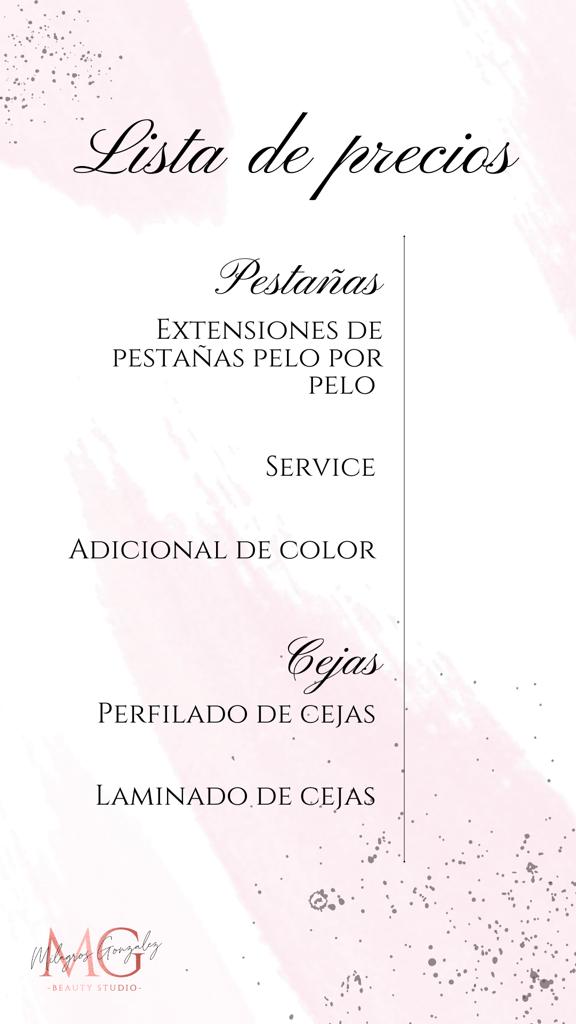 Lista de precios
Pestañas
Extensiones de
pestañas pelo por
pelo
Service
Adicional de color
Cejas
Perfilado de cejas
Laminado de cejas
MG
Milagros Gonzalez
-BEAUTY STUDIO-